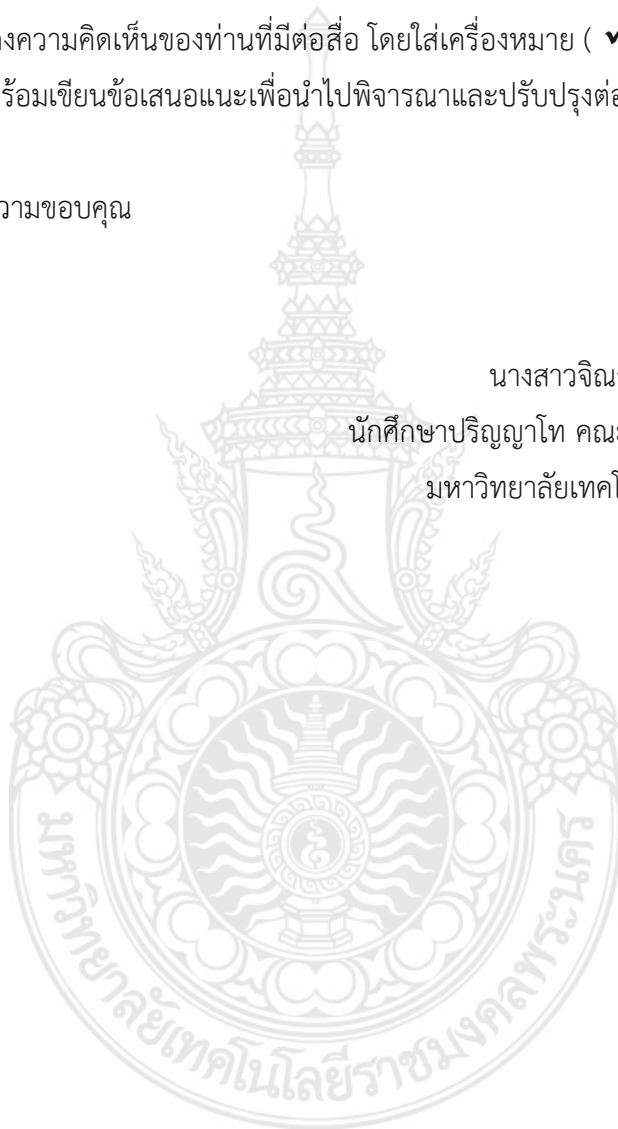 งความคิดเห็นของท่านที่มีต่อสื่อ โดยใส่เครื่องหมาย ( ✔
ร้อมเขียนข้อเสนอแนะเพื่อนำไปพิจารณาและปรับปรุงต่อ
วามขอบคุณ
นางสาวจิณ
นักศึกษาปริญญาโท คณะ
มหาวิทยาลัยเทคโ
มหาวิทยาลัยเทคโนโลยีราชมงคลพระนคร